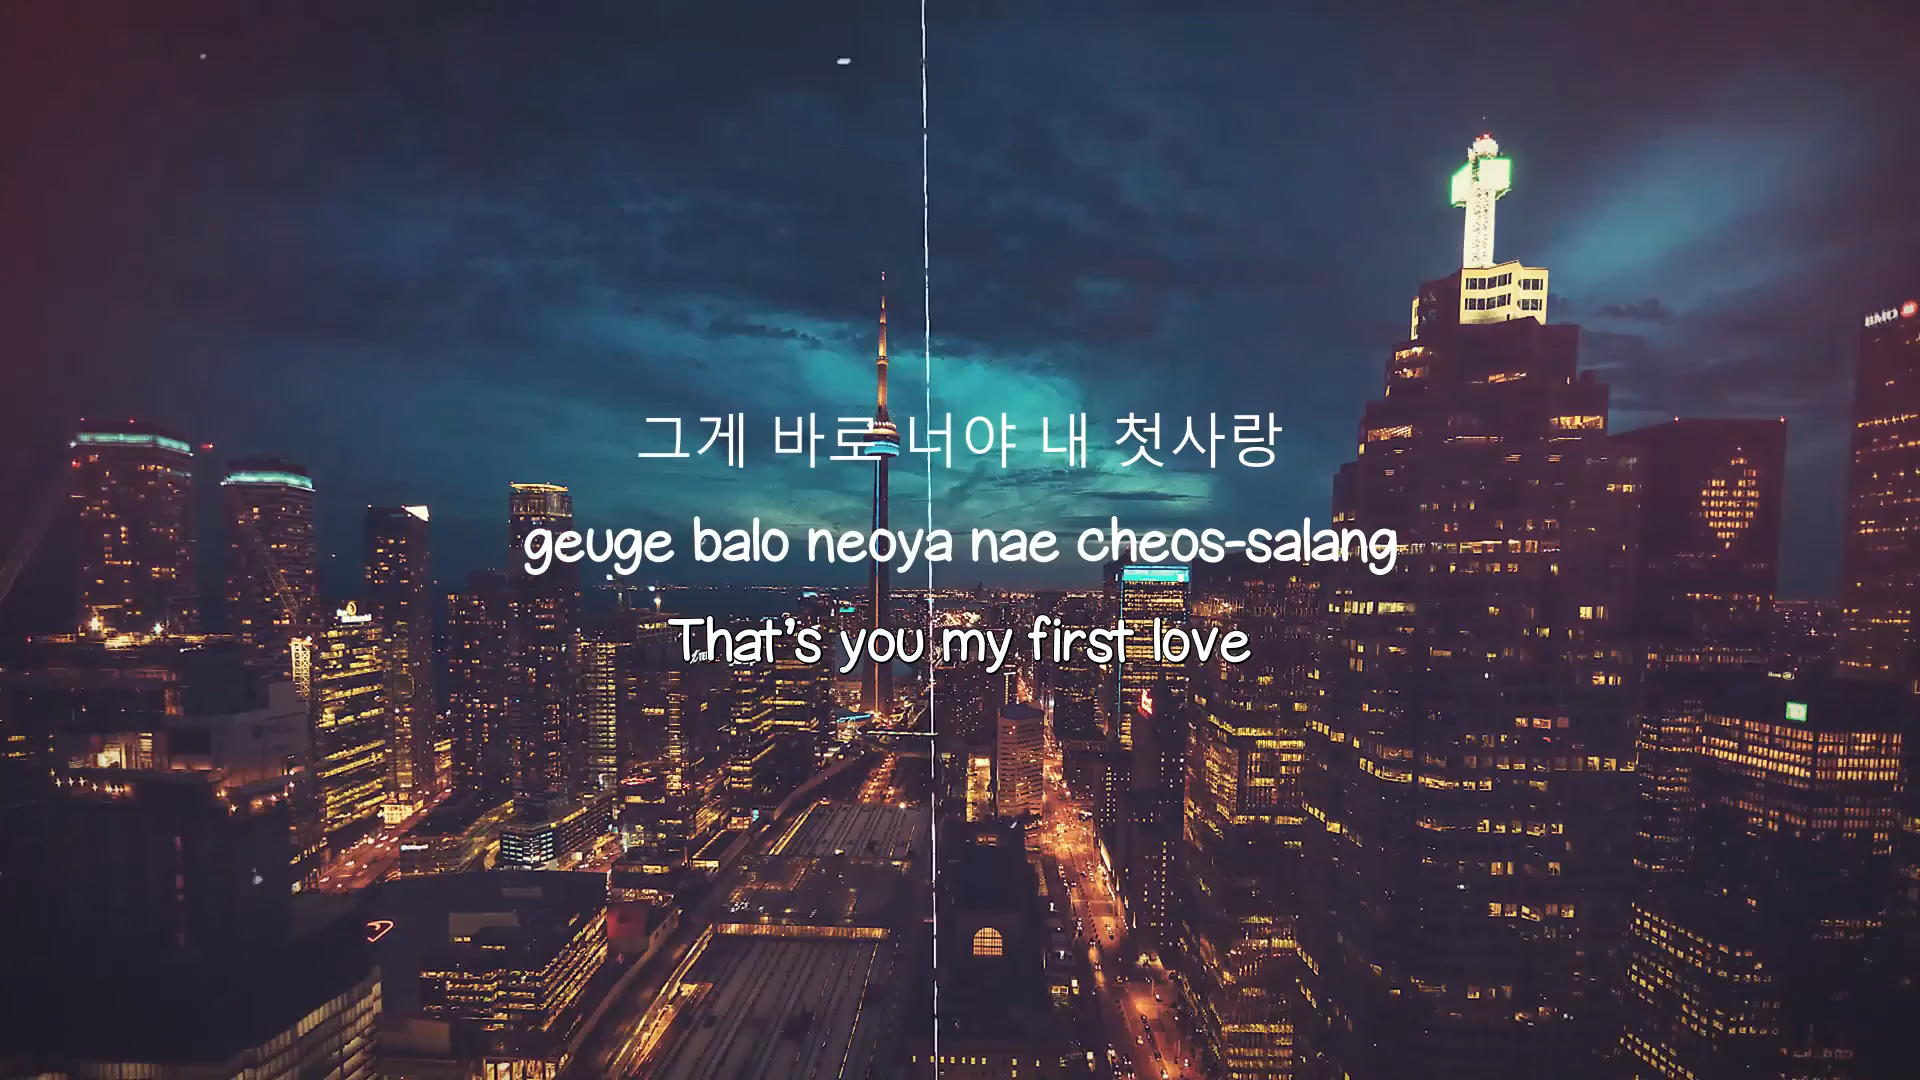 BMO
그게 바로 너야 내 첫사랑
geuge balo neoya nae cheos-salang
That's you my first love